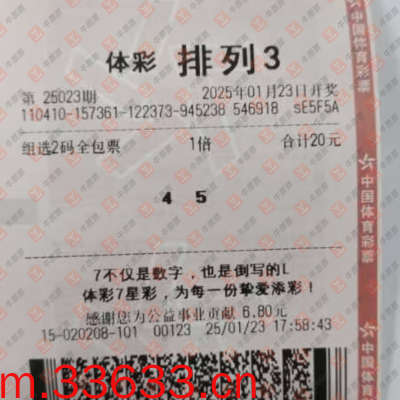 体彩 排列3
第 25023期 2025年01月23日开奖
110410-157361-122373-945238 546918 sE5F5A
组选2码全包票 1倍 合计20元
4 5
7不仅是数字，也是倒写的L
体彩7星彩，为每一份挚爱添彩！
感谢您为公益事业贡献 6.80元
15-020208-101 00123 25/01/23 17:58:43
中国体育彩票
中国体育彩票
m.33633.cn